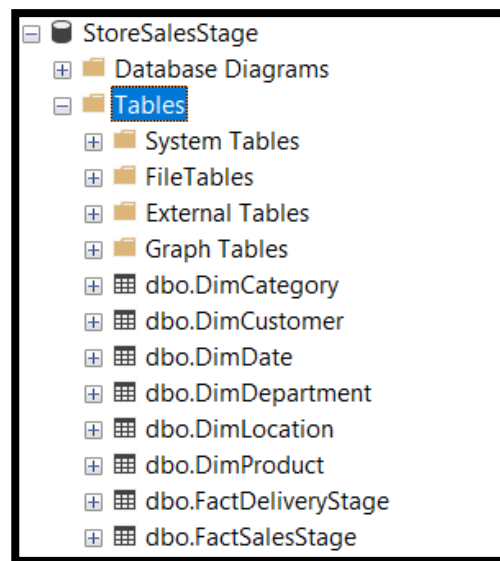 StoreSalesStage
Database Diagrams
Tables
System Tables
FileTables
External Tables
Graph Tables
dbo.DimCategory
dbo.DimCustomer
dbo.DimDate
dbo.DimDepartment
dbo.DimLocation
dbo.DimProduct
dbo.FactDeliveryStage
dbo.FactSalesStage